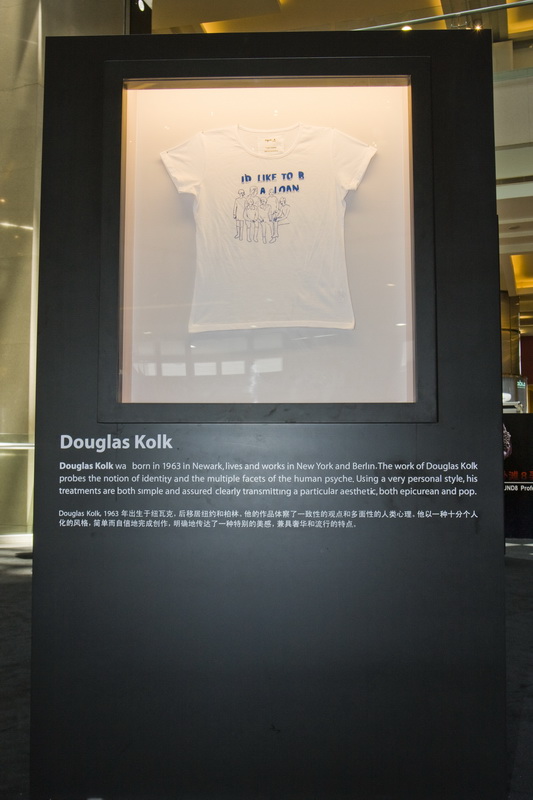 I'D LIKE TO B
A LOAN
Douglas Kolk
Douglas Kolk wa born in 1963 in Newark, lives and works in New York and Berlin. The work of Douglas Kolk
probes the notion of identity and the multiple facets of the human psyche. Using a very personal style, his
treatments are both simple and assured clearly transmitting a particular aesthetic, both epicurean and pop.
Douglas Kolk, 1963 年出生于纽瓦克, 后移居纽约和柏林, 他的作品体察了一致性的观点和多面性的人类心理, 他以一种十分个人
化的风格, 简单而自信地完成创作, 明确地传达了一种特别的美感, 兼具奢华和流行的特点。